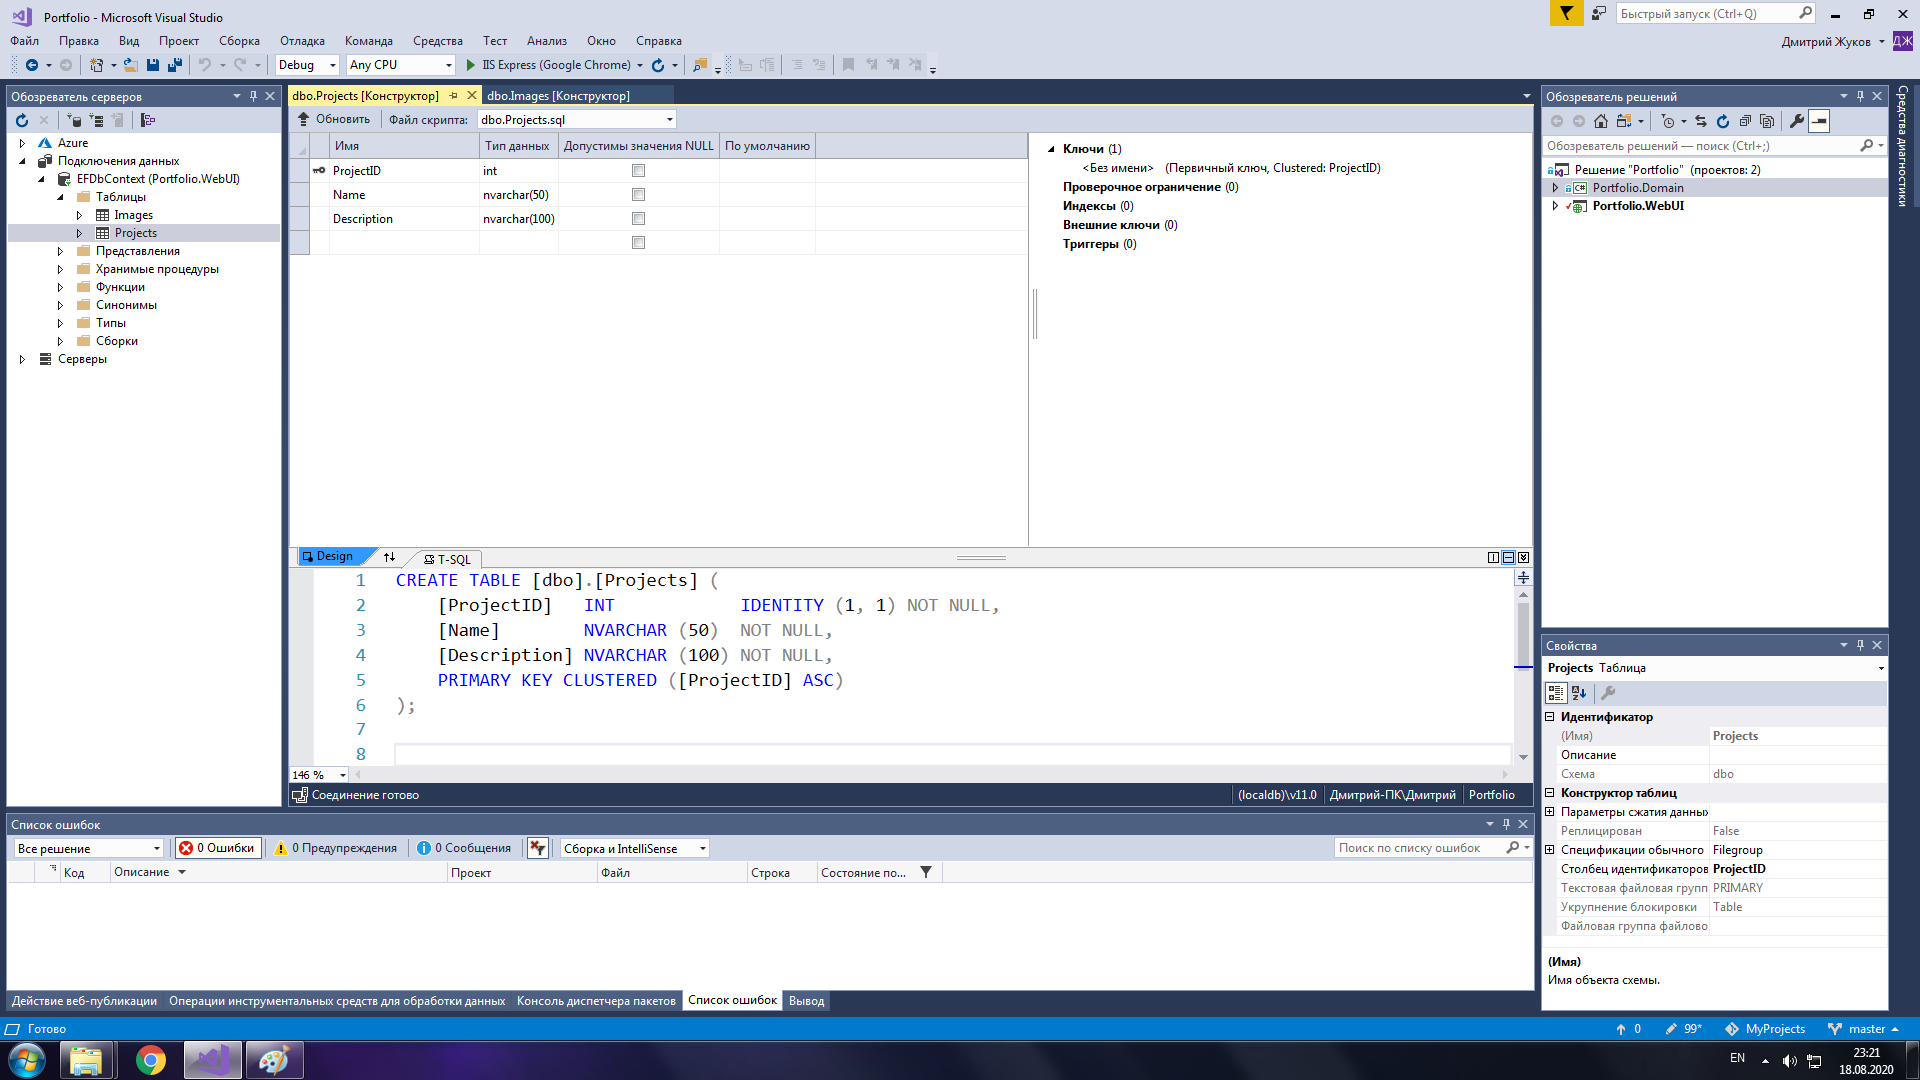 Portfolio - Microsoft Visual Studio
Быстрый запуск (Ctrl+Q)
Файл Правка Вид Проект Сборка Отладка Команда Средства Тест Анализ Окно Справка
Дмитрий Жуков ДЖ
Debug Any CPU IIS Express (Google Chrome)
Обозреватель серверов
Azure
Подключения данных
EFDbContext (Portfolio.WebUI)
Таблицы
Images
Projects
Представления
Хранимые процедуры
Функции
Синонимы
Типы
Сборки
Серверы
dbo.Projects [Конструктор] dbo.Images [Конструктор]
Обновить Файл скрипта: dbo.Projects.sql
Имя Тип данных Допустимы значения NULL По умолчанию
ProjectID int
Name nvarchar(50)
Description nvarchar(100)
Ключи (1)
<Без имени> (Первичный ключ, Clustered: ProjectID)
Проверочное ограничение (0)
Индексы (0)
Внешние ключи (0)
Триггеры (0)
Design T-SQL
1 CREATE TABLE [dbo].[Projects] (
2 [ProjectID] INT IDENTITY (1, 1) NOT NULL,
3 [Name] NVARCHAR (50) NOT NULL,
4 [Description] NVARCHAR (100) NOT NULL,
5 PRIMARY KEY CLUSTERED ([ProjectID] ASC)
6 );
7
8
146 %
Соединение готово (localdb)\v11.0 Дмитрий-ПК\Дмитрий Portfolio
Список ошибок
Все решение 0 Ошибки 0 Предупреждения 0 Сообщения Сборка и IntelliSense Поиск по списку ошибок
Код Описание Проект Файл Строка Состояние по...
Действие веб-публикации Операции инструментальных средств для обработки данных Консоль диспетчера пакетов Список ошибок Вывод
Обозреватель решений
Обозреватель решений — поиск (Ctrl+;)
Решение "Portfolio" (проектов: 2)
Portfolio.Domain
Portfolio.WebUI
Средства диагностики
Свойства
Projects Таблица
Идентификатор
(Имя) Projects
Описание
Схема dbo
Конструктор таблиц
Параметры сжатия данных
Реплицирован False
Спецификации обычного Filegroup
Столбец идентификаторов ProjectID
Текстовая файловая групп PRIMARY
Укрупнение блокировки Table
Файловая группа файлово
(Имя)
Имя объекта схемы.
Готово 0 99* MyProjects master
EN 23:21
18.08.2020